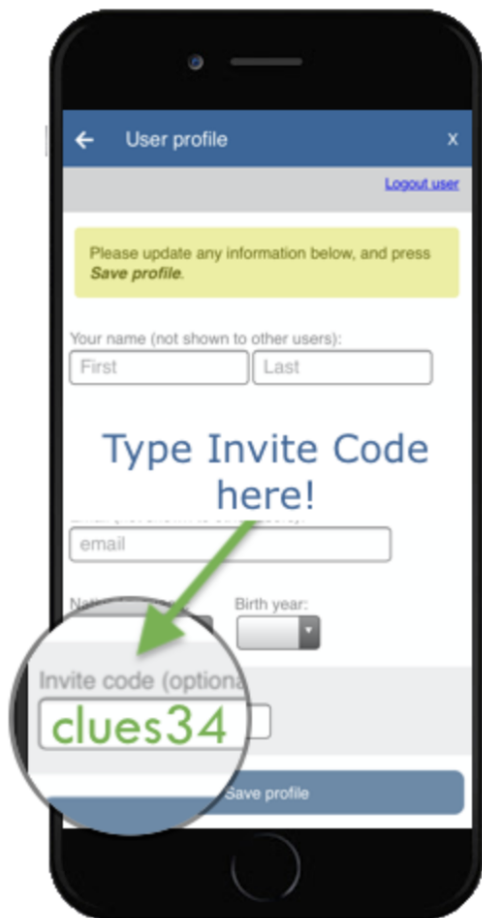 User profile X
Logout user
Please update any information below, and press
Save profile.
Your name (not shown to other users):
First Last
Type Invite Code
here!
email
Birth year:
Invite code (optiona
clues34
Save profile